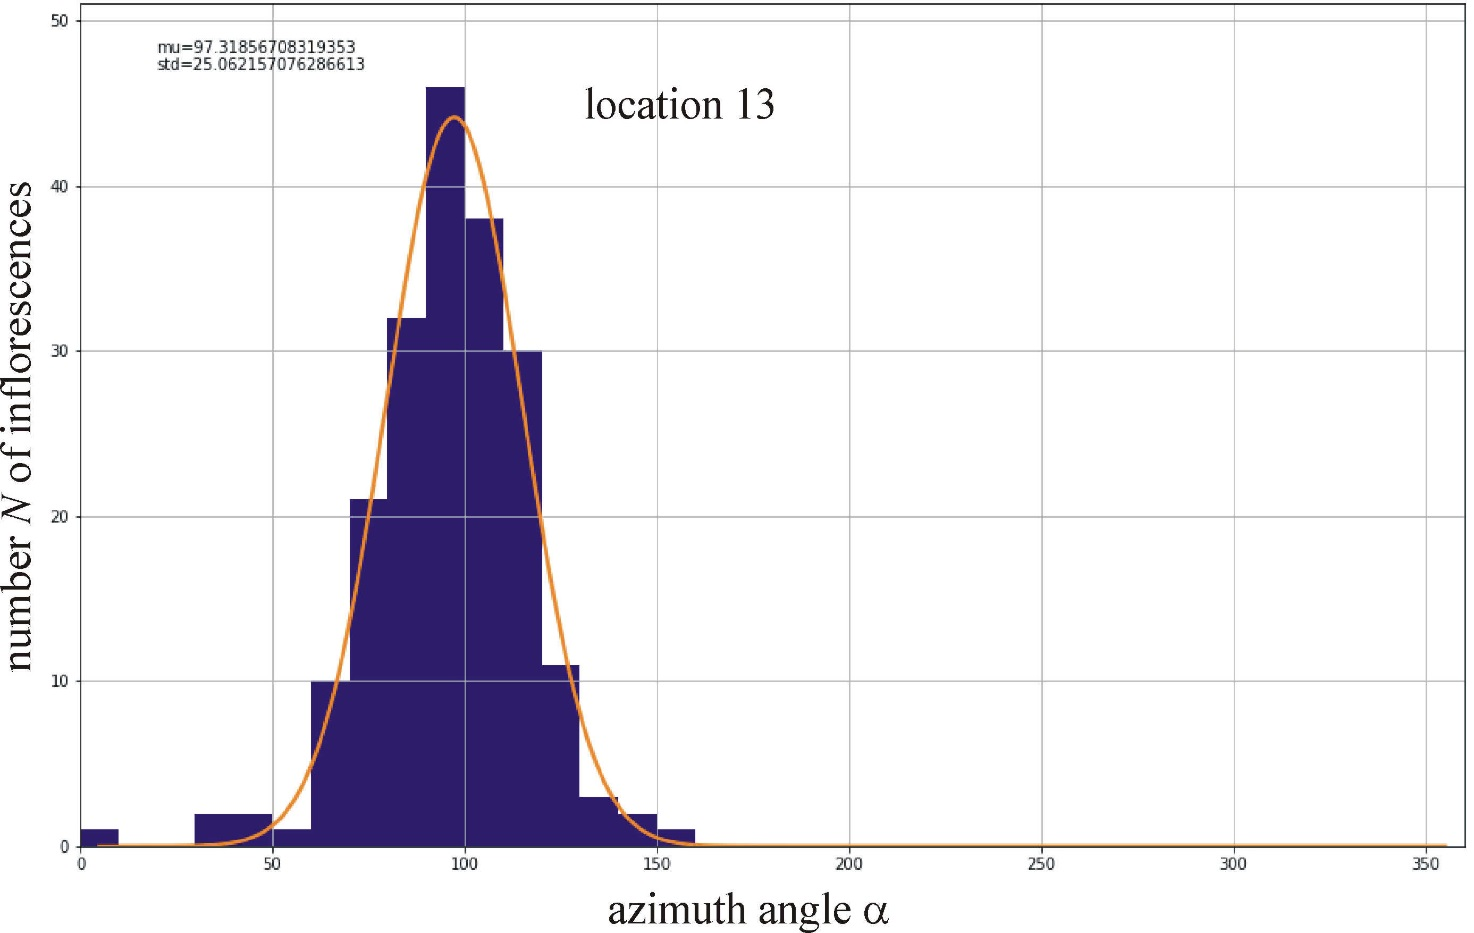 50
mu=97.31856708319353
std=25.062157076286613
location 13
40
30
20
10
0
number N of inflorescences
0 50 100 150 200 250 300 350
azimuth angle α